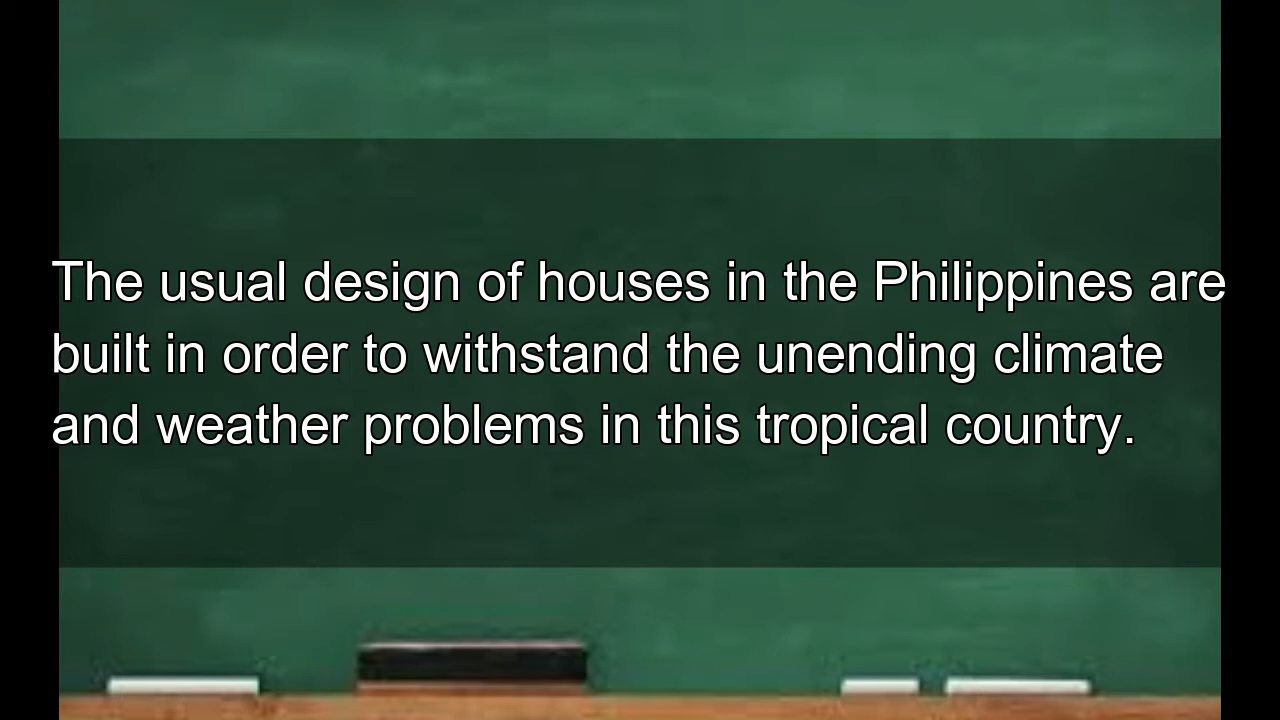 The usual design of houses in the Philippines are
built in order to withstand the unending climate
and weather problems in this tropical country.